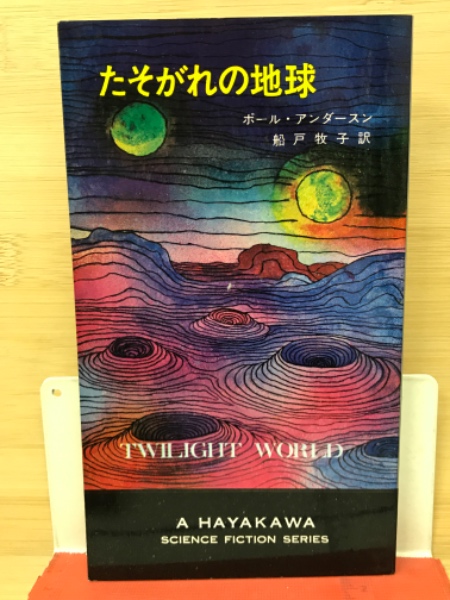 たそがれの地球
ポール・アンダースン
船戸牧子訳
TWILIGHT WORLD
A HAYAKAWA
SCIENCE FICTION SERIES